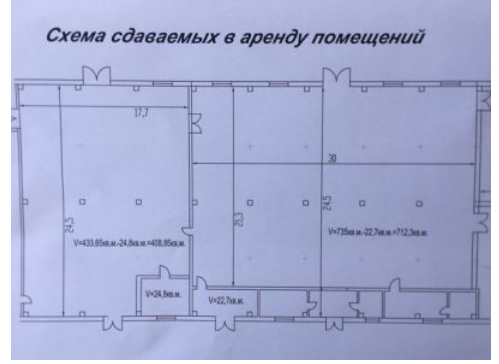 Схема сдаваемых в аренду помещений
17,7
30
24,5
21,3
24,5
V=433,65кв.м.-24,8кв.м.=408,85кв.м.
V=735кв.м.-22,7кв.м.=712,3кв.м.
V=24,8кв.м.
V=22,7кв.м.